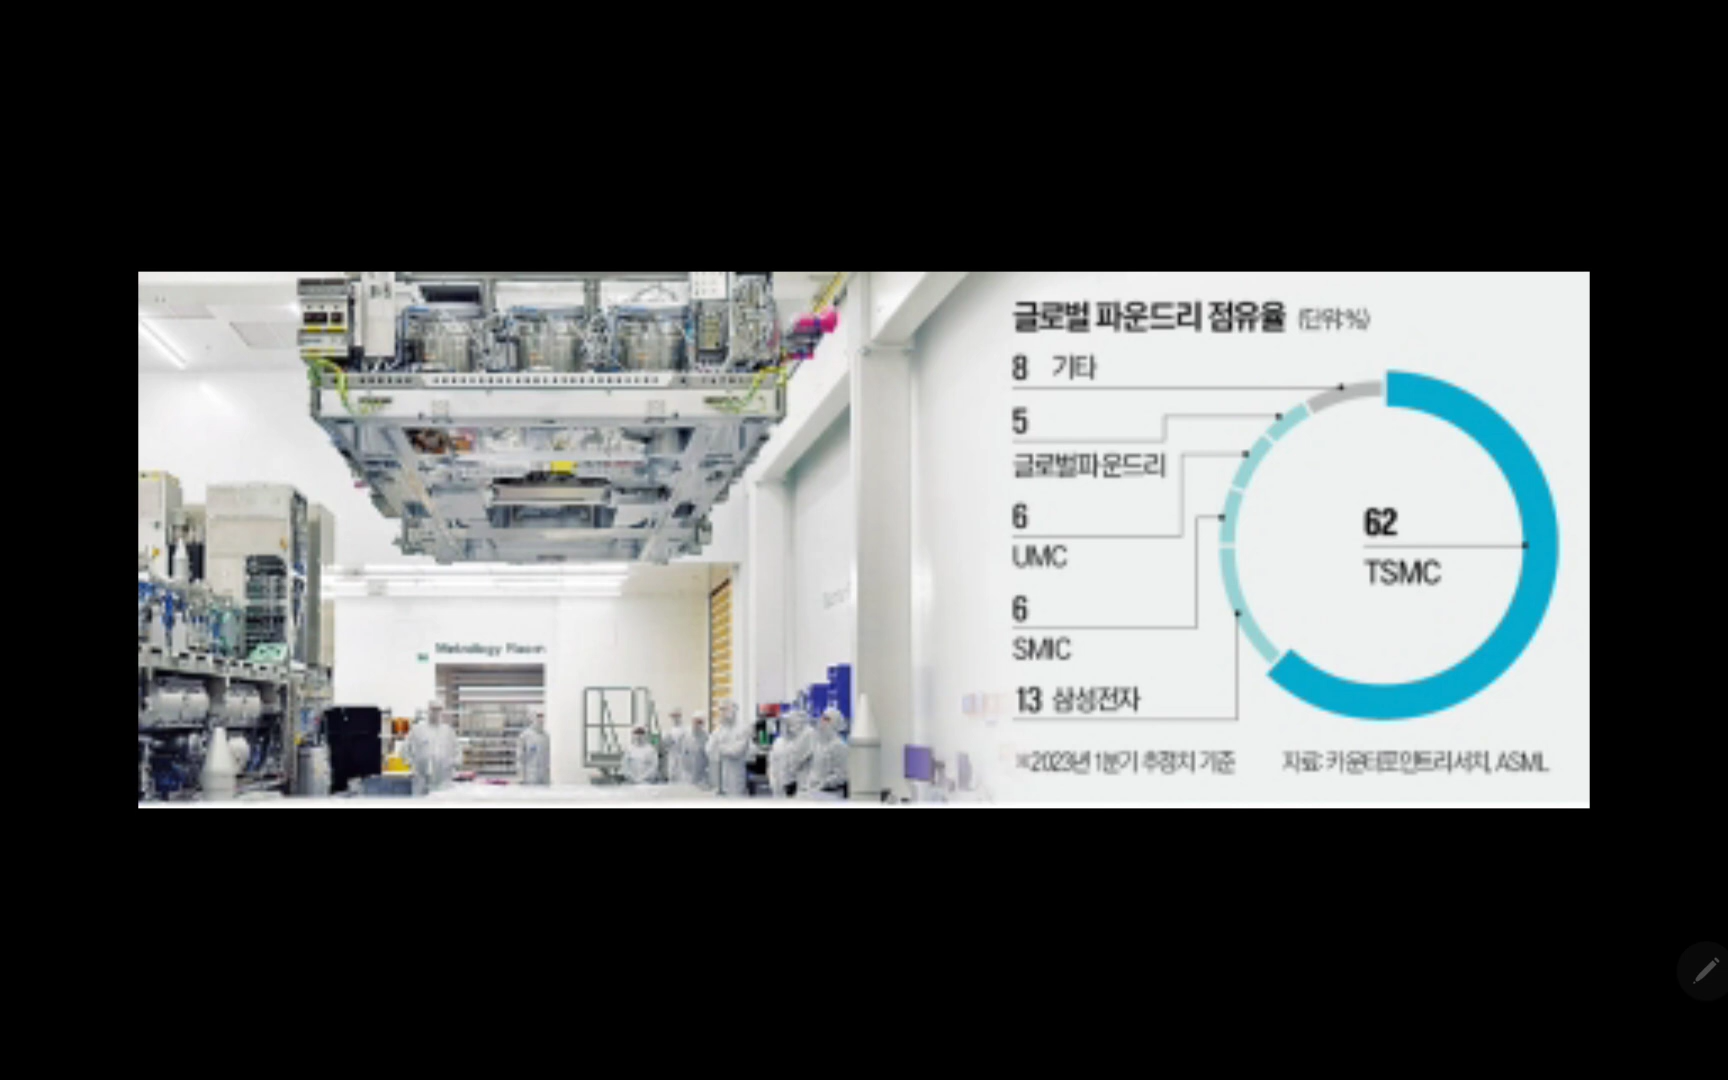 Metrology Room
글로벌 파운드리 점유율 (단위:%)
8 기타
5
글로벌파운드리
6
UMC
6
SMIC
13 삼성전자
62
TSMC
※2023년 1분기 추정치 기준
자료: 카운터포인트리서치, ASML